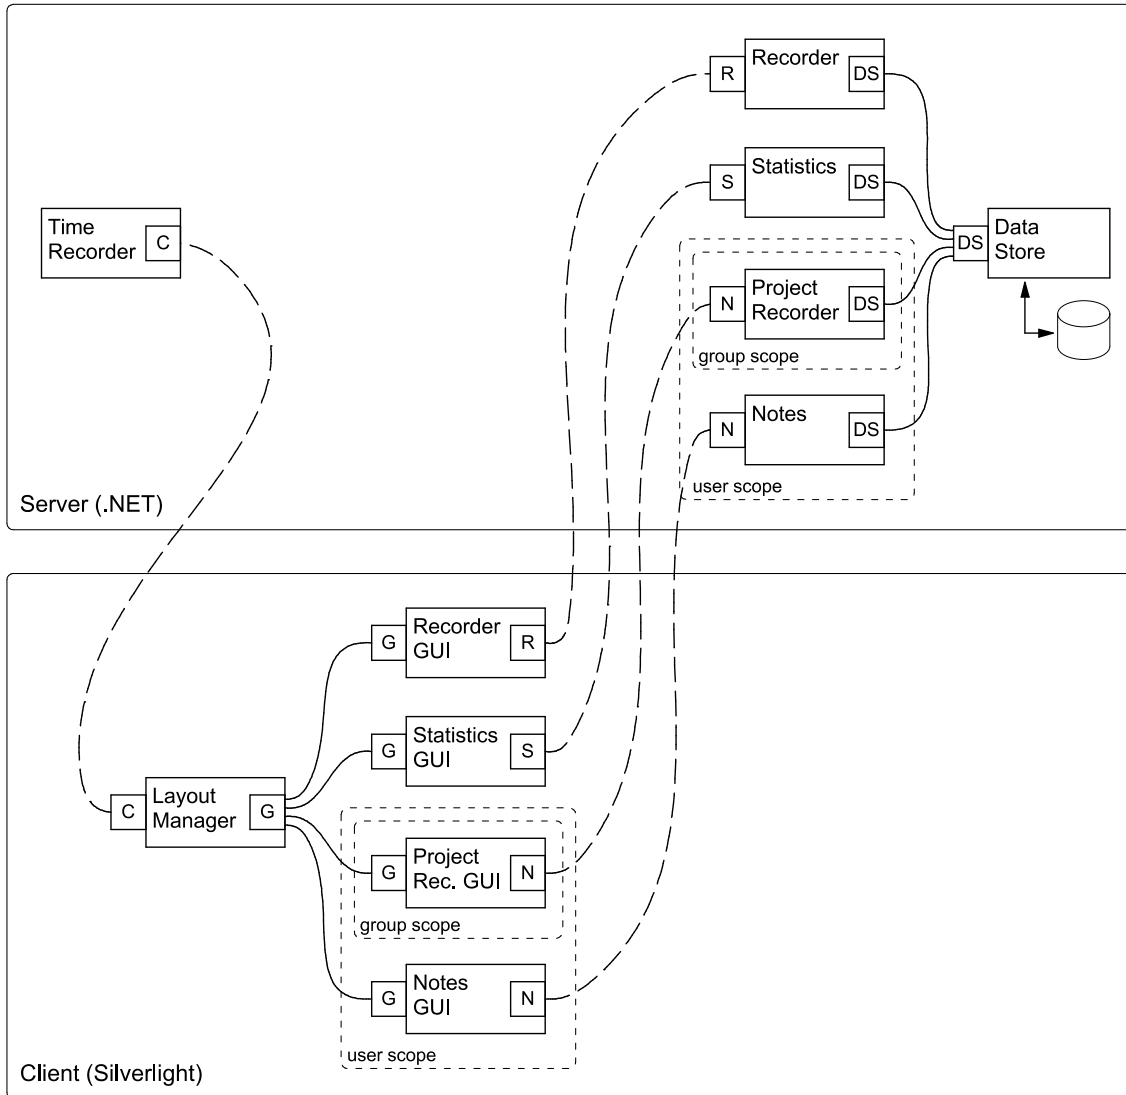 Recorder
R
DS
Statistics
S
DS
Time
Recorder
C
DS
Data
Store
Project
Recorder
N
DS
group scope
Notes
N
DS
user scope
Server (.NET)
Recorder
GUI
G
R
Statistics
GUI
G
S
Layout
Manager
C
G
Project
Rec. GUI
G
N
group scope
Notes
GUI
G
N
user scope
Client (Silverlight)